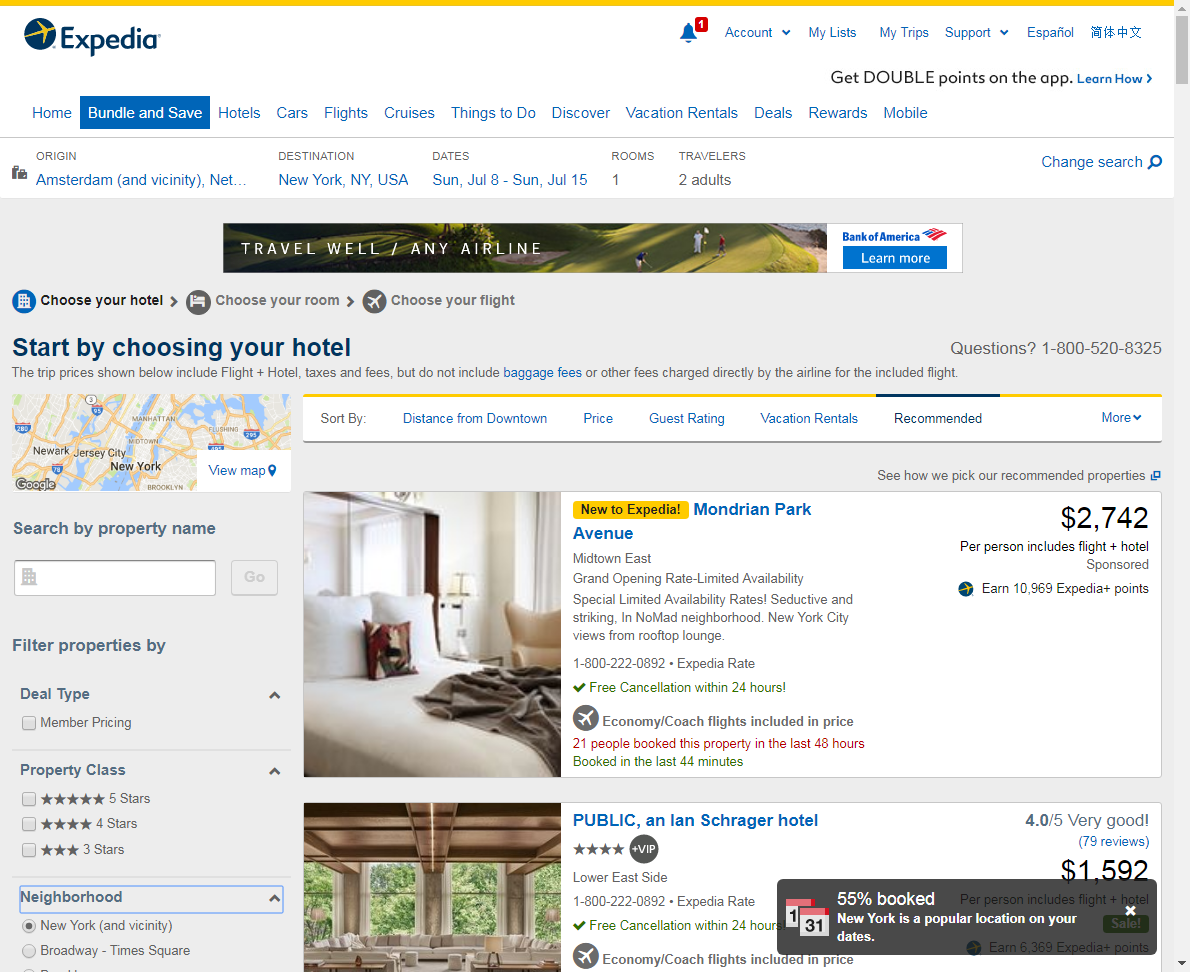 Expedia
1
Account
My Lists
My Trips
Support
Español
简体中文
Get DOUBLE points on the app. Learn How
Home
Bundle and Save
Hotels
Cars
Flights
Cruises
Things to Do
Discover
Vacation Rentals
Deals
Rewards
Mobile
ORIGIN
Amsterdam (and vicinity), Net...
DESTINATION
New York, NY, USA
DATES
Sun, Jul 8 - Sun, Jul 15
ROOMS
1
TRAVELERS
2 adults
Change search
TRAVEL WELL / ANY AIRLINE
Bank of America
Learn more
Choose your hotel
Choose your room
Choose your flight
Start by choosing your hotel
Questions? 1-800-520-8325
The trip prices shown below include Flight + Hotel, taxes and fees, but do not include baggage fees or other fees charged directly by the airline for the included flight.
3
95
MANHATTAN
280
FLUSHING
295
495
MIDTOWN
Newark
Jersey City
New York
78
BROOKLYN
Google
View map
Sort By:
Distance from Downtown
Price
Guest Rating
Vacation Rentals
Recommended
More
See how we pick our recommended properties
Search by property name
Go
Filter properties by
Deal Type
Member Pricing
Property Class
5 Stars
4 Stars
3 Stars
Neighborhood
New York (and vicinity)
Broadway - Times Square
New to Expedia! Mondrian Park
Avenue
Midtown East
Grand Opening Rate-Limited Availability
Special Limited Availability Rates! Seductive and
striking, In NoMad neighborhood. New York City
views from rooftop lounge.
1-800-222-0892 • Expedia Rate
Free Cancellation within 24 hours!
Economy/Coach flights included in price
21 people booked this property in the last 48 hours
Booked in the last 44 minutes
$2,742
Per person includes flight + hotel
Sponsored
Earn 10,969 Expedia+ points
PUBLIC, an Ian Schrager hotel
+VIP
Lower East Side
1-800-222-0892 • Expedia Rate
Free Cancellation within 24 hours
Economy/Coach flights included in price
4.0/5 Very good!
(79 reviews)
$1,592
Per person includes flight + hotel
Sale!
Earn 6,369 Expedia+ points
1
31
55% booked
New York is a popular location on your
dates.